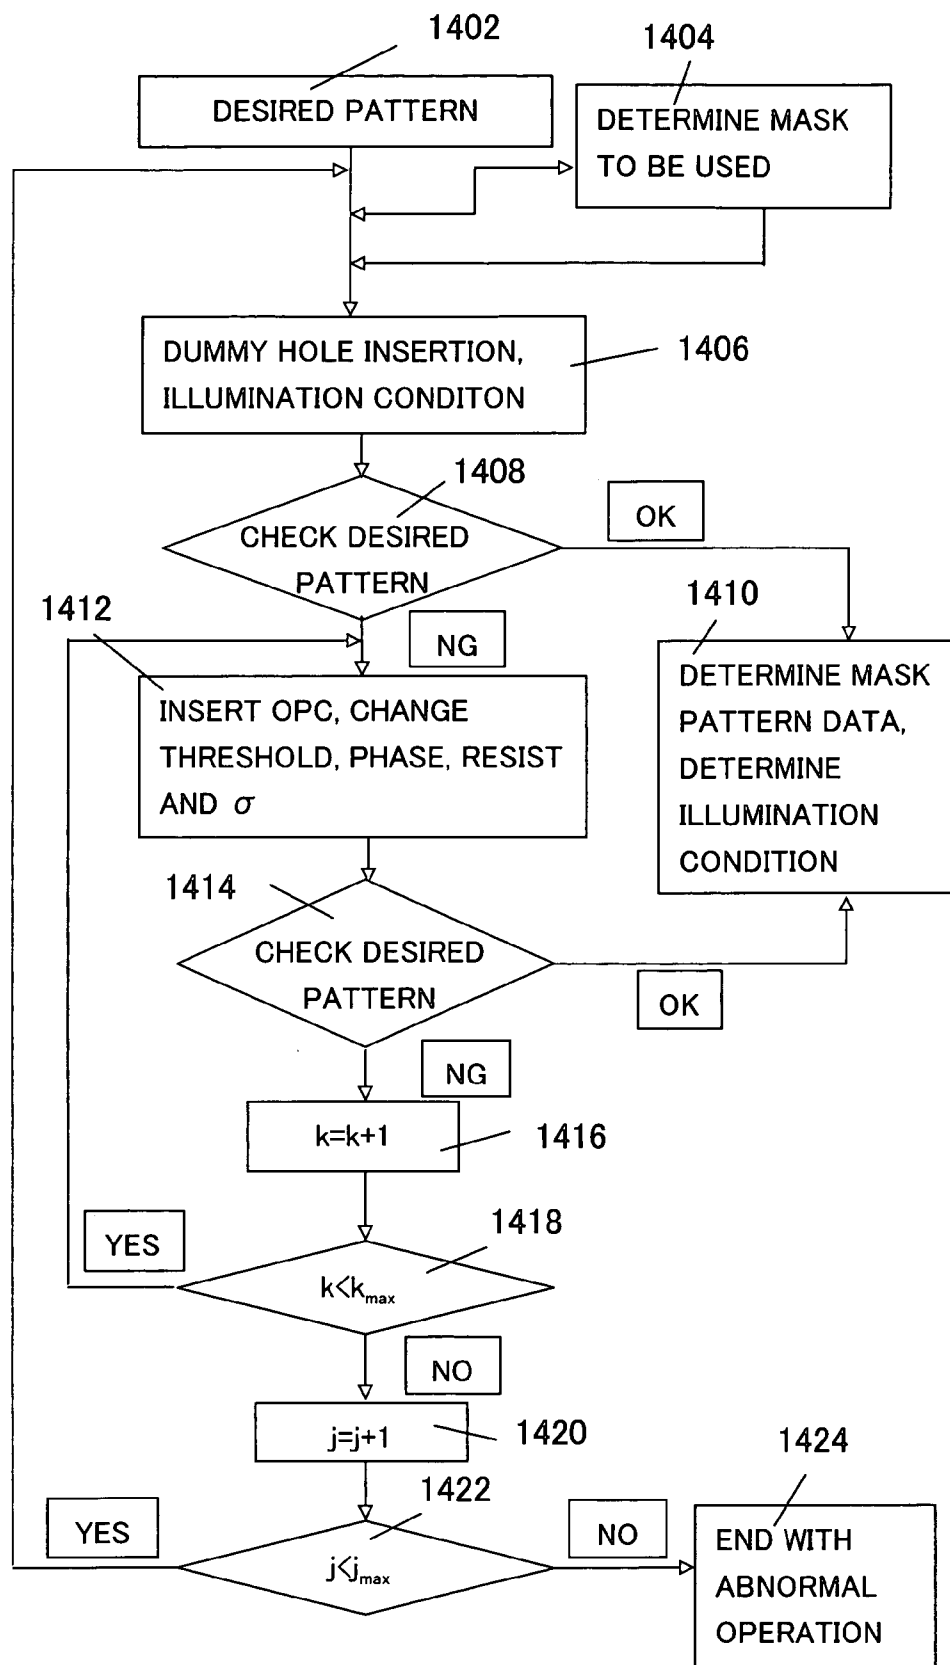 1402
1404
DESIRED PATTERN
DETERMINE MASK
TO BE USED
DUMMY HOLE INSERTION,
ILLUMINATION CONDITON
1406
1408
OK
CHECK DESIRED
PATTERN
1412
NG
1410
INSERT OPC, CHANGE
THRESHOLD, PHASE, RESIST
AND σ
DETERMINE MASK
PATTERN DATA,
DETERMINE
ILLUMINATION
CONDITION
1414
CHECK DESIRED
PATTERN
OK
NG
k=k+1
1416
1418
YES
k<kmax
NO
j=j+1
1420
1422
YES
j<jmax
NO
1424
END WITH
ABNORMAL
OPERATION